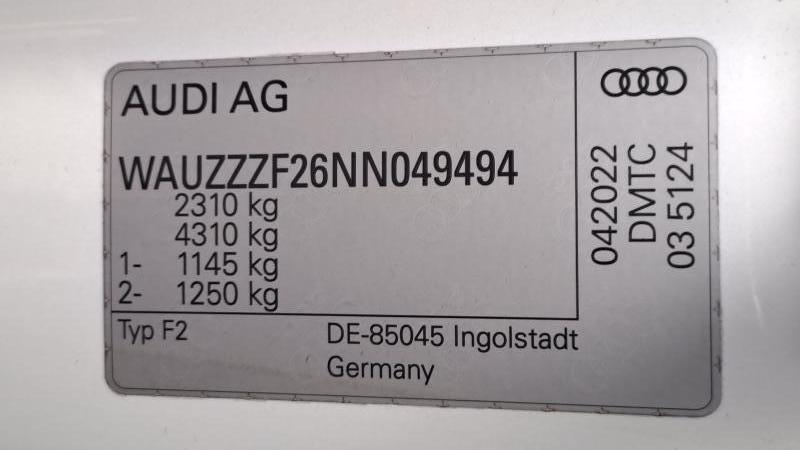 AUDI AG
WAUZZZF26NN049494
2310 kg
4310 kg
1- 1145 kg
2- 1250 kg
Typ F2
DE-85045 Ingolstadt
Germany
042022
DMTC
03 5124